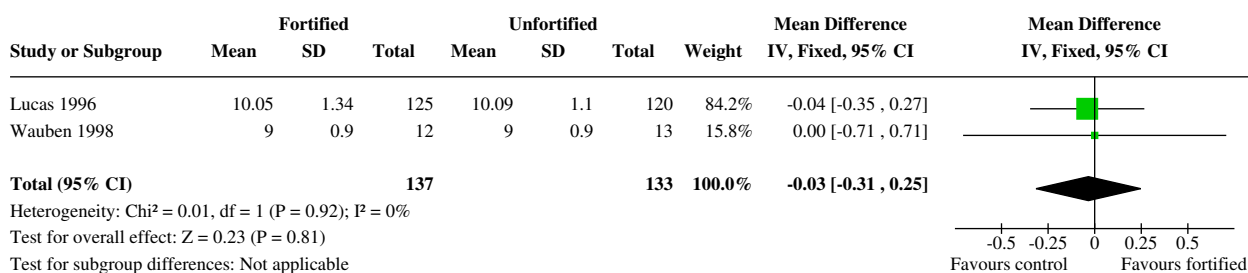 Fortified Unfortified Mean Difference Mean Difference
Study or Subgroup Mean SD Total Mean SD Total Weight IV, Fixed, 95% CI IV, Fixed, 95% CI
Lucas 1996 10.05 1.34 125 10.09 1.1 120 84.2% -0.04 [-0.35 , 0.27]
Wauben 1998 9 0.9 12 9 0.9 13 15.8% 0.00 [-0.71 , 0.71]
Total (95% CI) 137 133 100.0% -0.03 [-0.31 , 0.25]
Heterogeneity: Chi² = 0.01, df = 1 (P = 0.92); I² = 0%
Test for overall effect: Z = 0.23 (P = 0.81) -0.5 -0.25 0 0.25 0.5
Test for subgroup differences: Not applicable Favours control Favours fortified